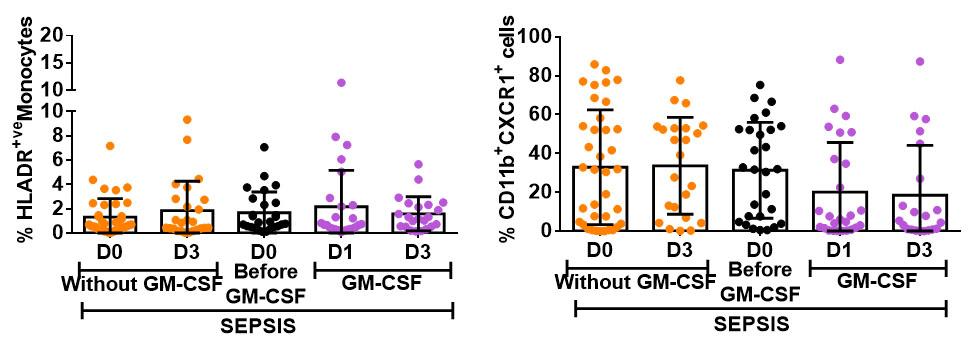 % HLADR+veMonocytes
20
15
10
10
8
6
4
2
0
D0 D3 D0 D1 D3
Without GM-CSF
Before
GM-CSF
GM-CSF
SEPSIS
% CD11b+CXCR1+ cells
100
80
60
40
20
0
D0 D3 D0 D1 D3
Without GM-CSF
Before
GM-CSF
GM-CSF
SEPSIS